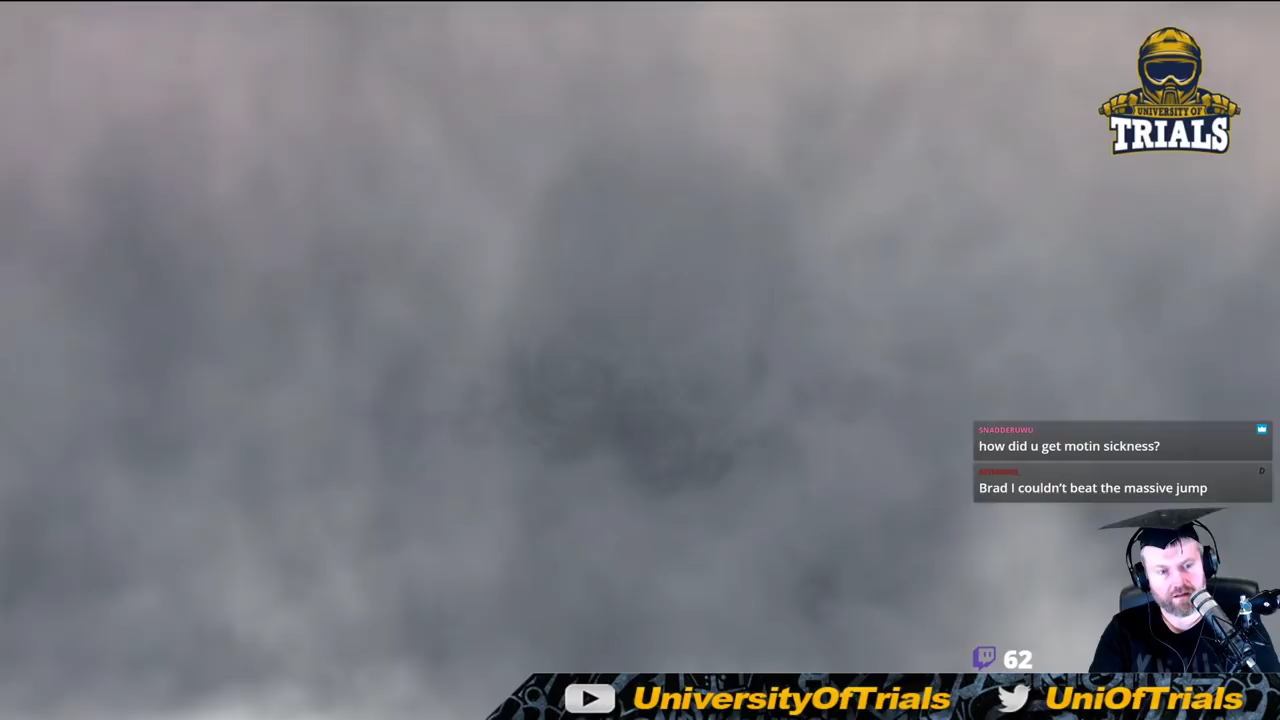 UNIVERSITY OF
TRIALS
SNADDERUWU
how did u get motin sickness?
D
Brad I couldn't beat the massive jump
62
UniversityOfTrials
UniOfTrials